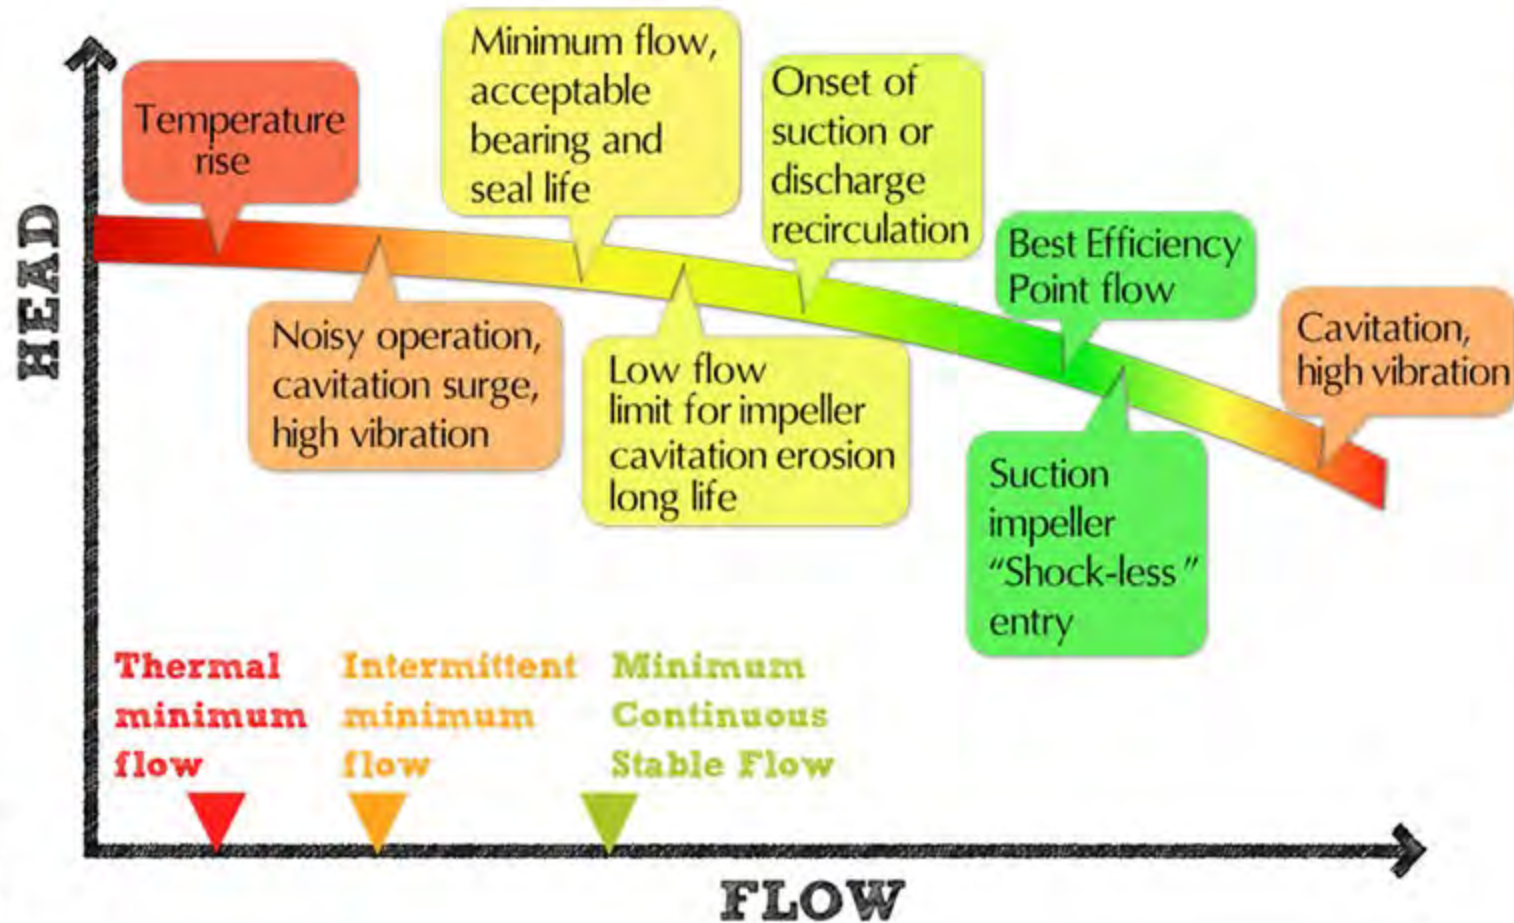 Temperature
rise
Minimum flow,
acceptable
bearing and
seal life
Onset of
suction or
discharge
recirculation
Best Efficiency
Point flow
Cavitation,
high vibration
Noisy operation,
cavitation surge,
high vibration
Low flow
limit for impeller
cavitation erosion
long life
Suction
impeller
“Shock-less”
entry
HEAD
Thermal
minimum
flow
Intermittent
minimum
flow
Minimum
Continuous
Stable Flow
FLOW